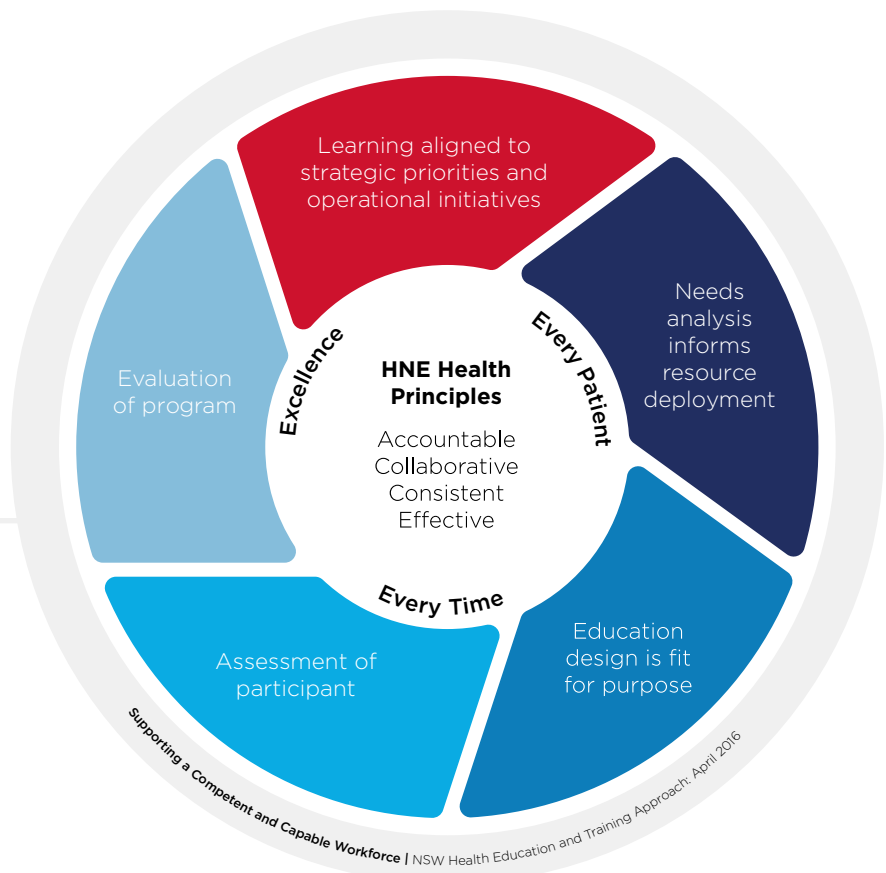 Learning aligned to
strategic priorities and
operational initiatives
Needs
analysis
informs
resource
deployment
Education
design is fit
for purpose
Assessment of
participant
Evaluation
of program
Excellence
Every Patient
Every Time
HNE Health
Principles
Accountable
Collaborative
Consistent
Effective
Supporting a Competent and Capable Workforce | NSW Health Education and Training Approach: April 2016